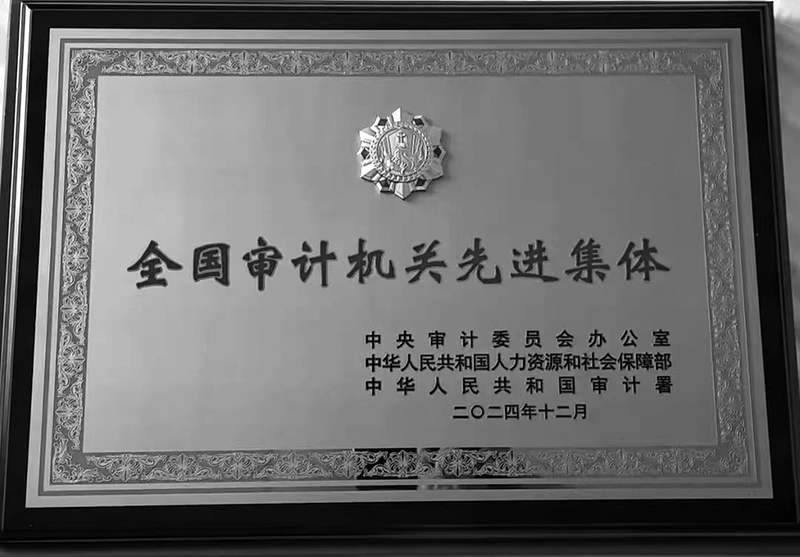 全国审计机关先进集体
中央审计委员会办公室
中华人民共和国人力资源和社会保障部
中华人民共和国审计署
二〇二四年十二月